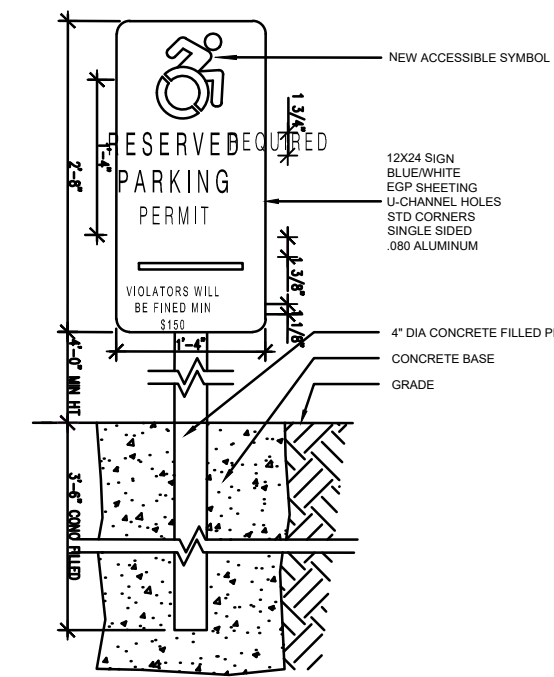 NEW ACCESSIBLE SYMBOL
RESERVED REQUIRED
PARKING
PERMIT
VIOLATORS WILL
BE FINED MIN
$150
12X24 SIGN
BLUE/WHITE
EGP SHEETING
U-CHANNEL HOLES
STD CORNERS
SINGLE SIDED
.080 ALUMINUM
4" DIA CONCRETE FILLED
CONCRETE BASE
GRADE
2'-8"
1'-4"
1 3/4"
1 3/8"
1 1/8"
1'-4"
4'-0" MIN HT
3'-6" CONC FILLED